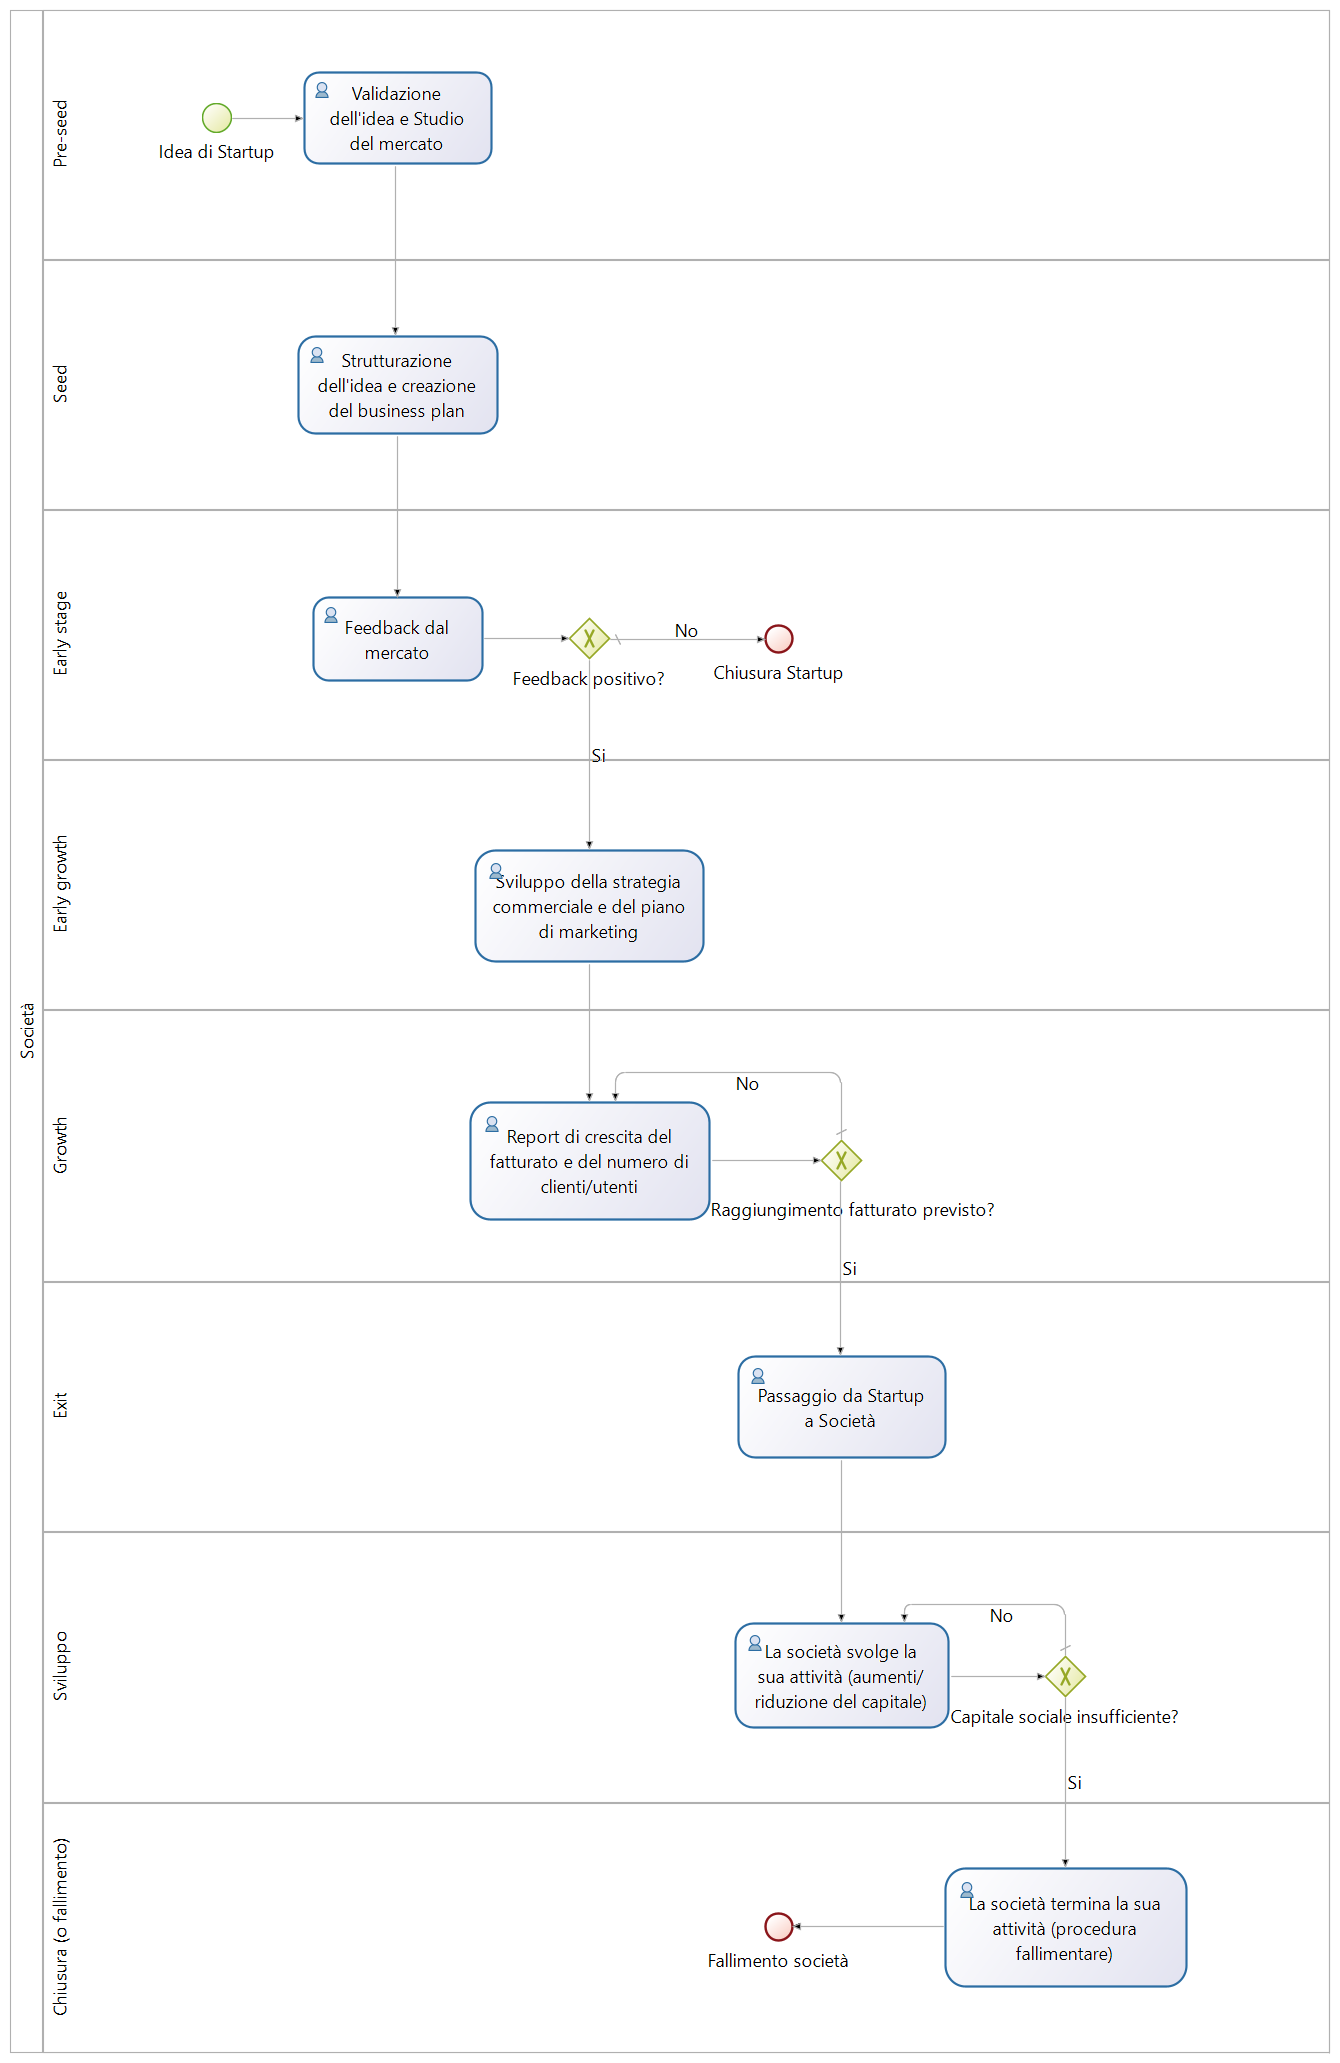 Società
Pre-seed
Idea di Startup
Validazione
dell'idea e Studio
del mercato
Seed
Strutturazione
dell'idea e creazione
del business plan
Early stage
Feedback dal
mercato
Feedback positivo?
No
Chiusura Startup
Si
Early growth
Sviluppo della strategia
commerciale e del piano
di marketing
Growth
No
Report di crescita del
fatturato e del numero di
clienti/utenti
Raggiungimento fatturato previsto?
Si
Exit
Passaggio da Startup
a Società
Sviluppo
No
La società svolge la
sua attività (aumenti/
riduzione del capitale)
Capitale sociale insufficiente?
Si
Chiusura (o fallimento)
La società termina la sua
attività (procedura
fallimentare)
Fallimento società